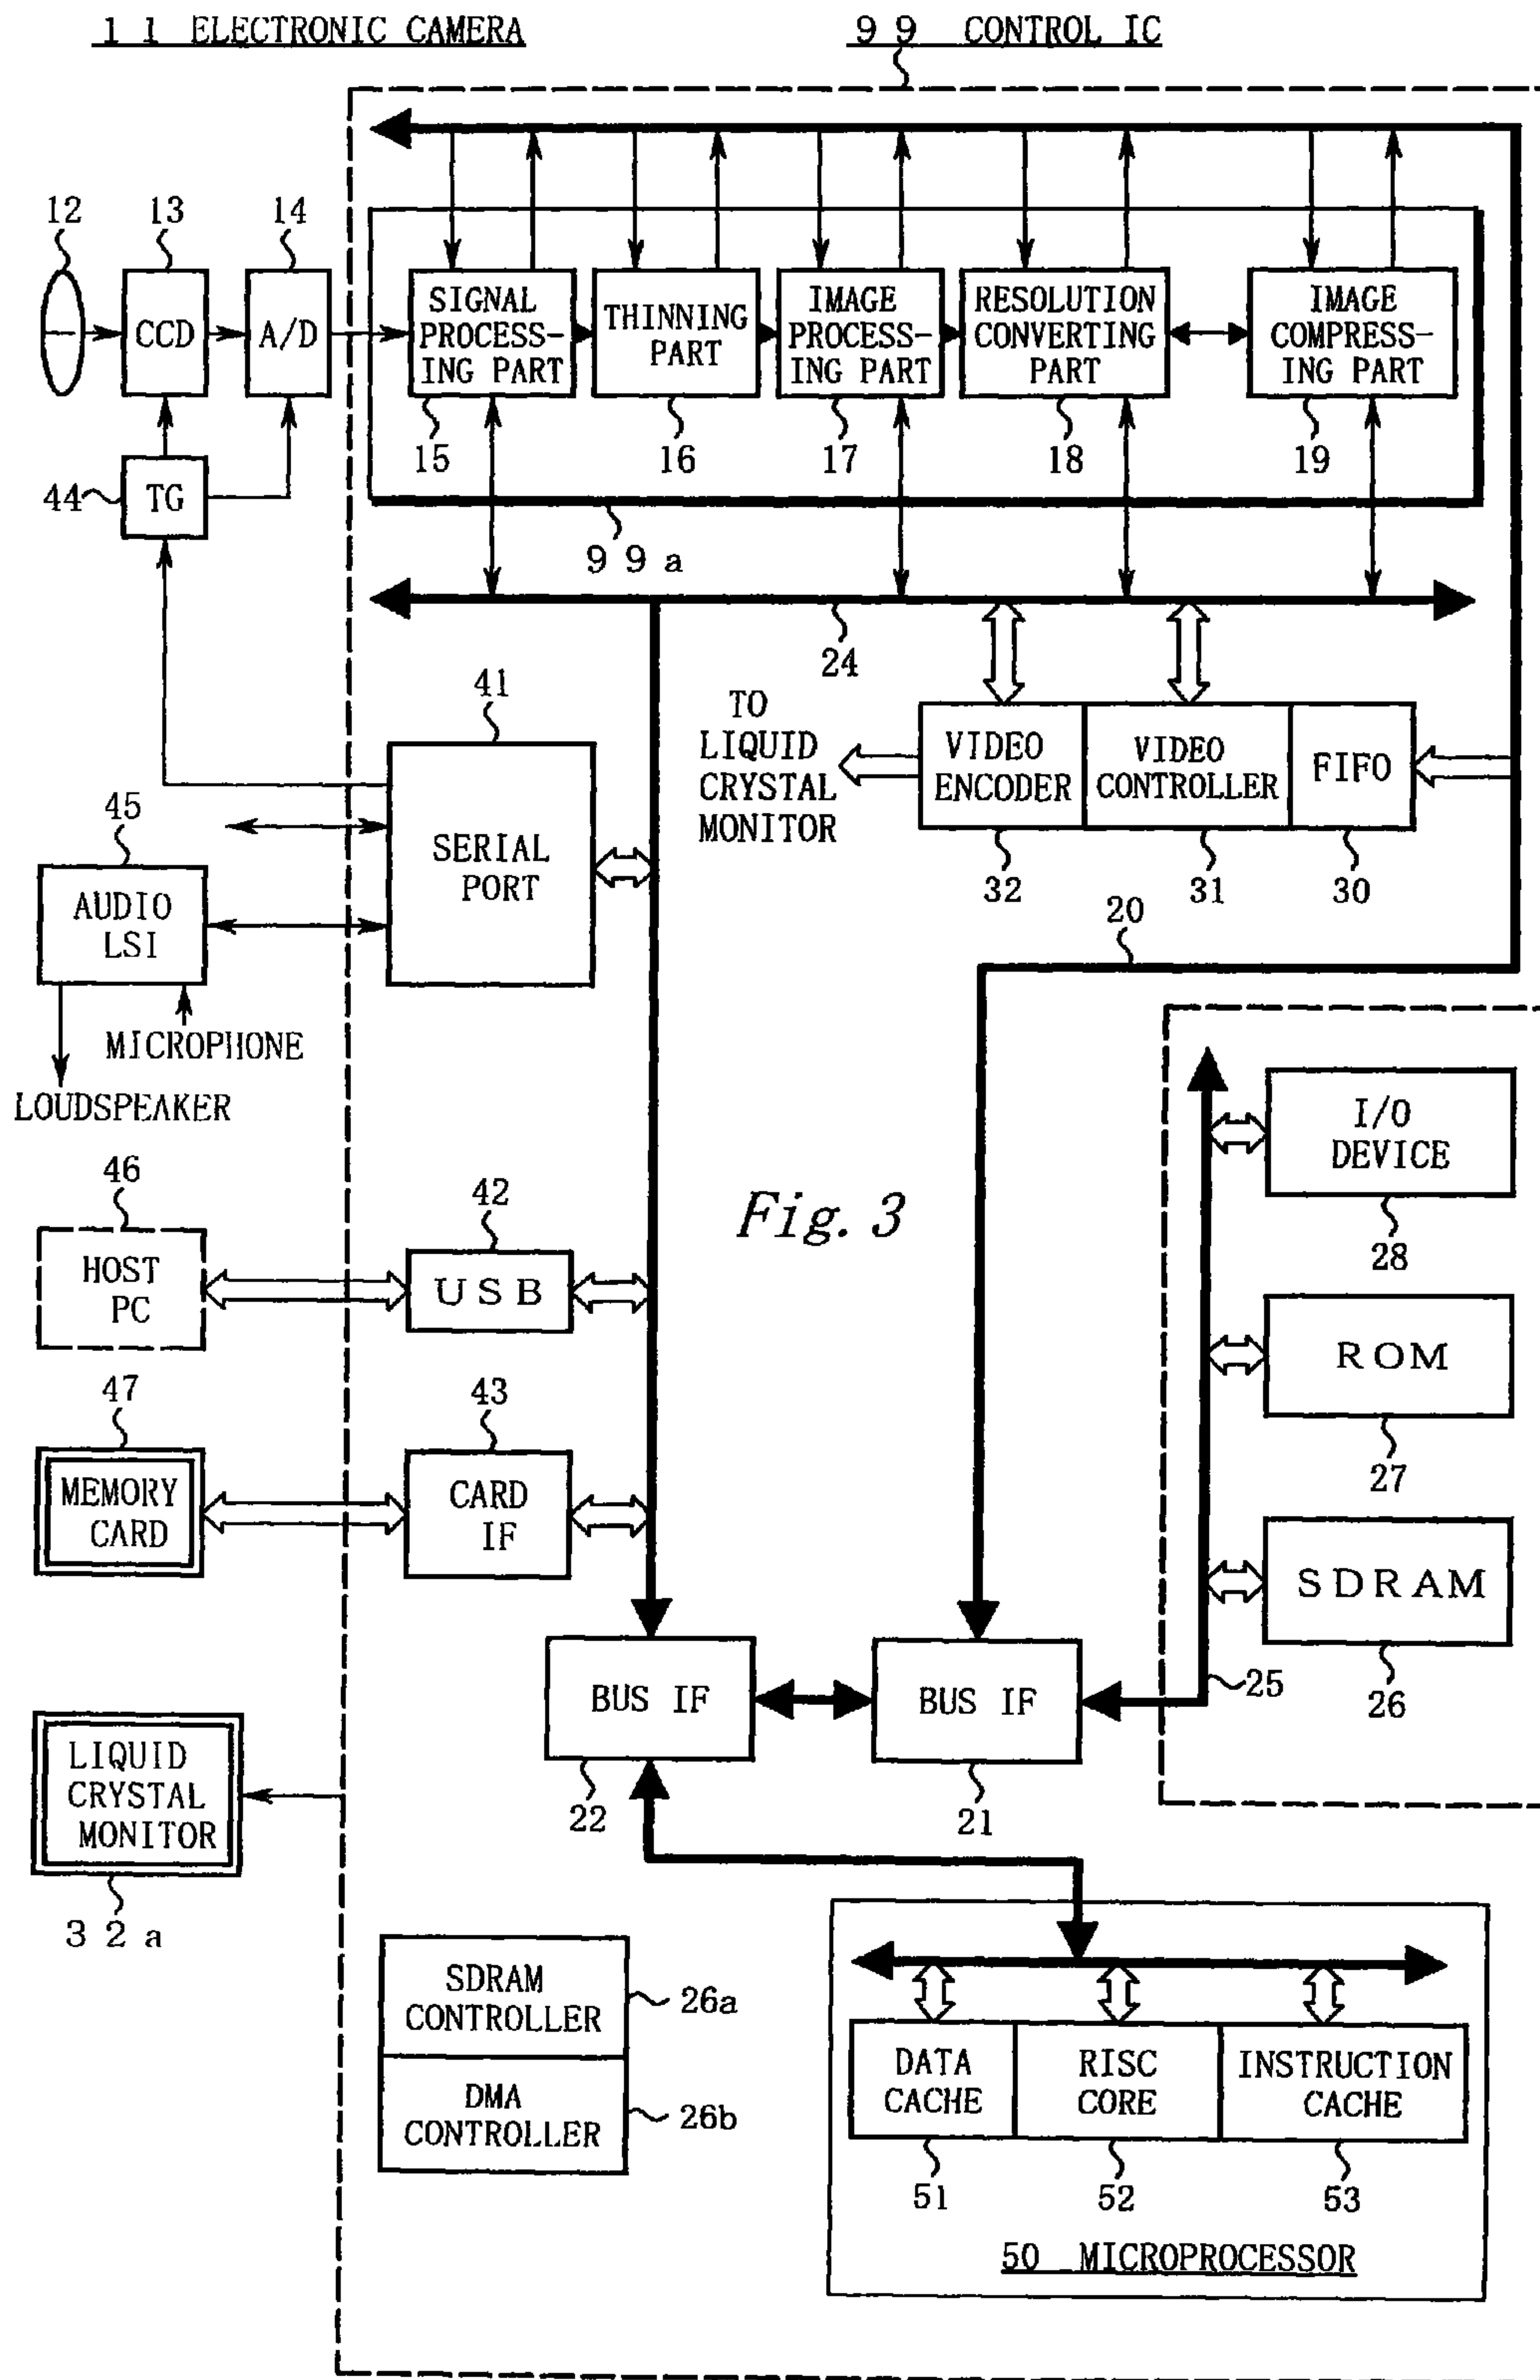 11 ELECTRONIC CAMERA
99 CONTROL IC
12
13
14
CCD
A/D
SIGNAL
PROCESS-
ING PART
THINNING
PART
IMAGE
PROCESS-
ING PART
RESOLUTION
CONVERTING
PART
IMAGE
COMPRESS-
ING PART
15
16
17
18
19
44
TG
99a
24
41
TO
LIQUID
CRYSTAL
MONITOR
VIDEO
ENCODER
VIDEO
CONTROLLER
FIFO
32
31
30
45
SERIAL
PORT
AUDIO
LSI
20
MICROPHONE
LOUDSPEAKER
I/O
DEVICE
28
46
42
Fig. 3
HOST
PC
USB
ROM
27
47
43
MEMORY
CARD
CARD
IF
SDRAM
26
25
BUS IF
BUS IF
22
21
LIQUID
CRYSTAL
MONITOR
32a
SDRAM
CONTROLLER
26a
DMA
CONTROLLER
26b
DATA
CACHE
RISC
CORE
INSTRUCTION
CACHE
51
52
53
50 MICROPROCESSOR